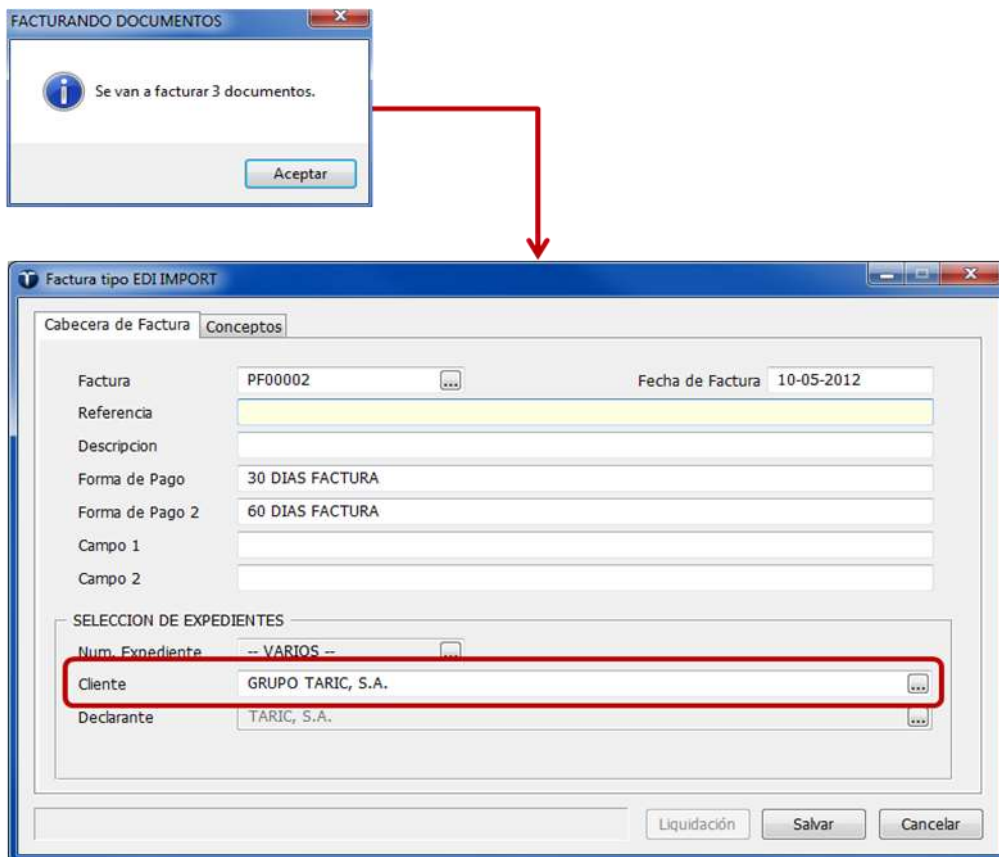 FACTURANDO DOCUMENTOS
Se van a facturar 3 documentos.
Aceptar
Factura tipo EDI IMPORT
Cabecera de Factura Conceptos
Factura PF00002 ... Fecha de Factura 10-05-2012
Referencia
Descripcion
Forma de Pago 30 DIAS FACTURA
Forma de Pago 2 60 DIAS FACTURA
Campo 1
Campo 2
SELECCION DE EXPEDIENTES
Num. Expediente -- VARIOS -- ...
Cliente GRUPO TARIC, S.A. ...
Declarante TARIC, S.A. ...
Liquidación Salvar Cancelar